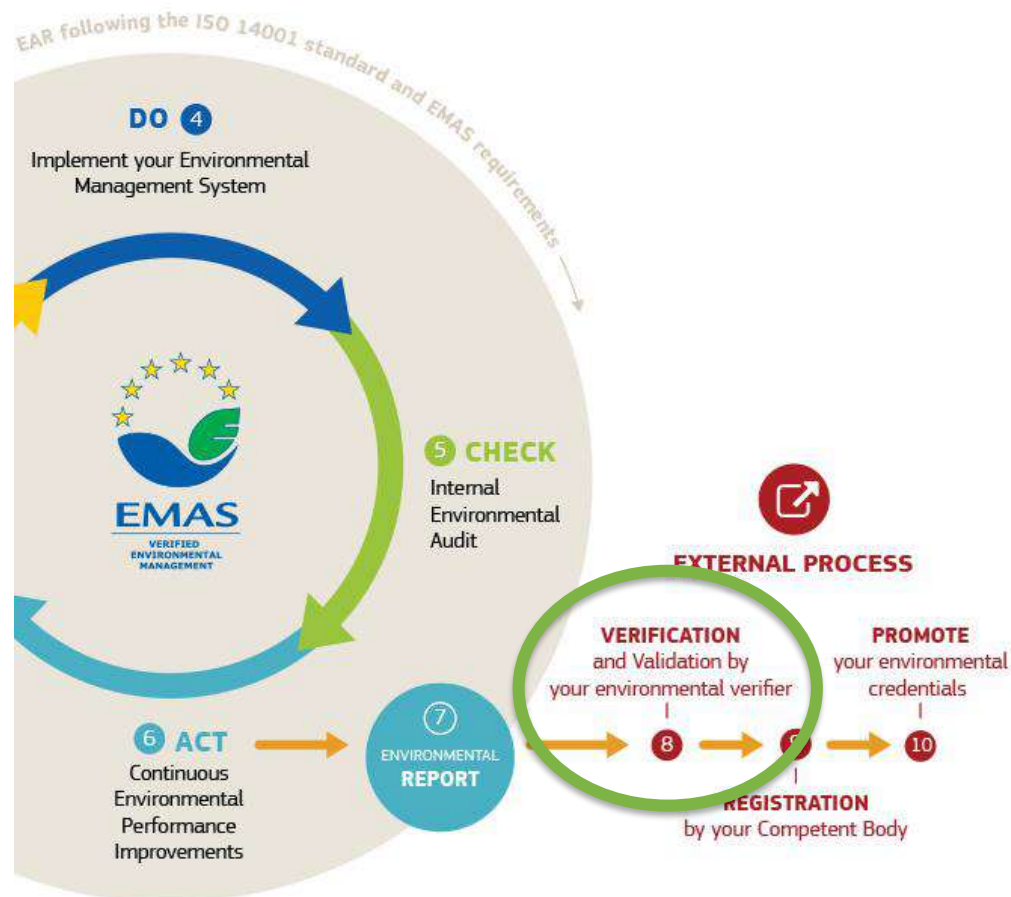 EAR following the ISO 14001 standard and EMAS requirements
DO 4
Implement your Environmental
Management System
EMAS
VERIFIED
ENVIRONMENTAL
MANAGEMENT
5 CHECK
Internal
Environmental
Audit
EXTERNAL PROCESS
VERIFICATION
and Validation by
your environmental verifier
8
PROMOTE
your environmental
credentials
10
6 ACT
Continuous
Environmental
Performance
Improvements
7
ENVIRONMENTAL
REPORT
9
REGISTRATION
by your Competent Body